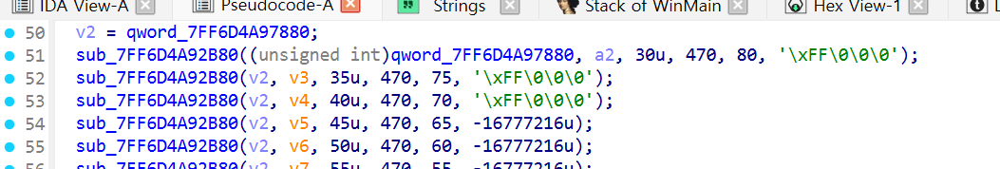 IDA View-A Pseudocode-A Strings Stack of WinMain Hex View-1
50 v2 = qword_7FF6D4A97880;
51 sub_7FF6D4A92B80((unsigned int)qword_7FF6D4A97880, a2, 30u, 470, 80, '\xFF\0\0\0');
52 sub_7FF6D4A92B80(v2, v3, 35u, 470, 75, '\xFF\0\0\0');
53 sub_7FF6D4A92B80(v2, v4, 40u, 470, 70, '\xFF\0\0\0');
54 sub_7FF6D4A92B80(v2, v5, 45u, 470, 65, -16777216u);
55 sub_7FF6D4A92B80(v2, v6, 50u, 470, 60, -16777216u);
56 sub_7FF6D4A92B80(v2, v7, 55u, 470, 55, -16777216u);